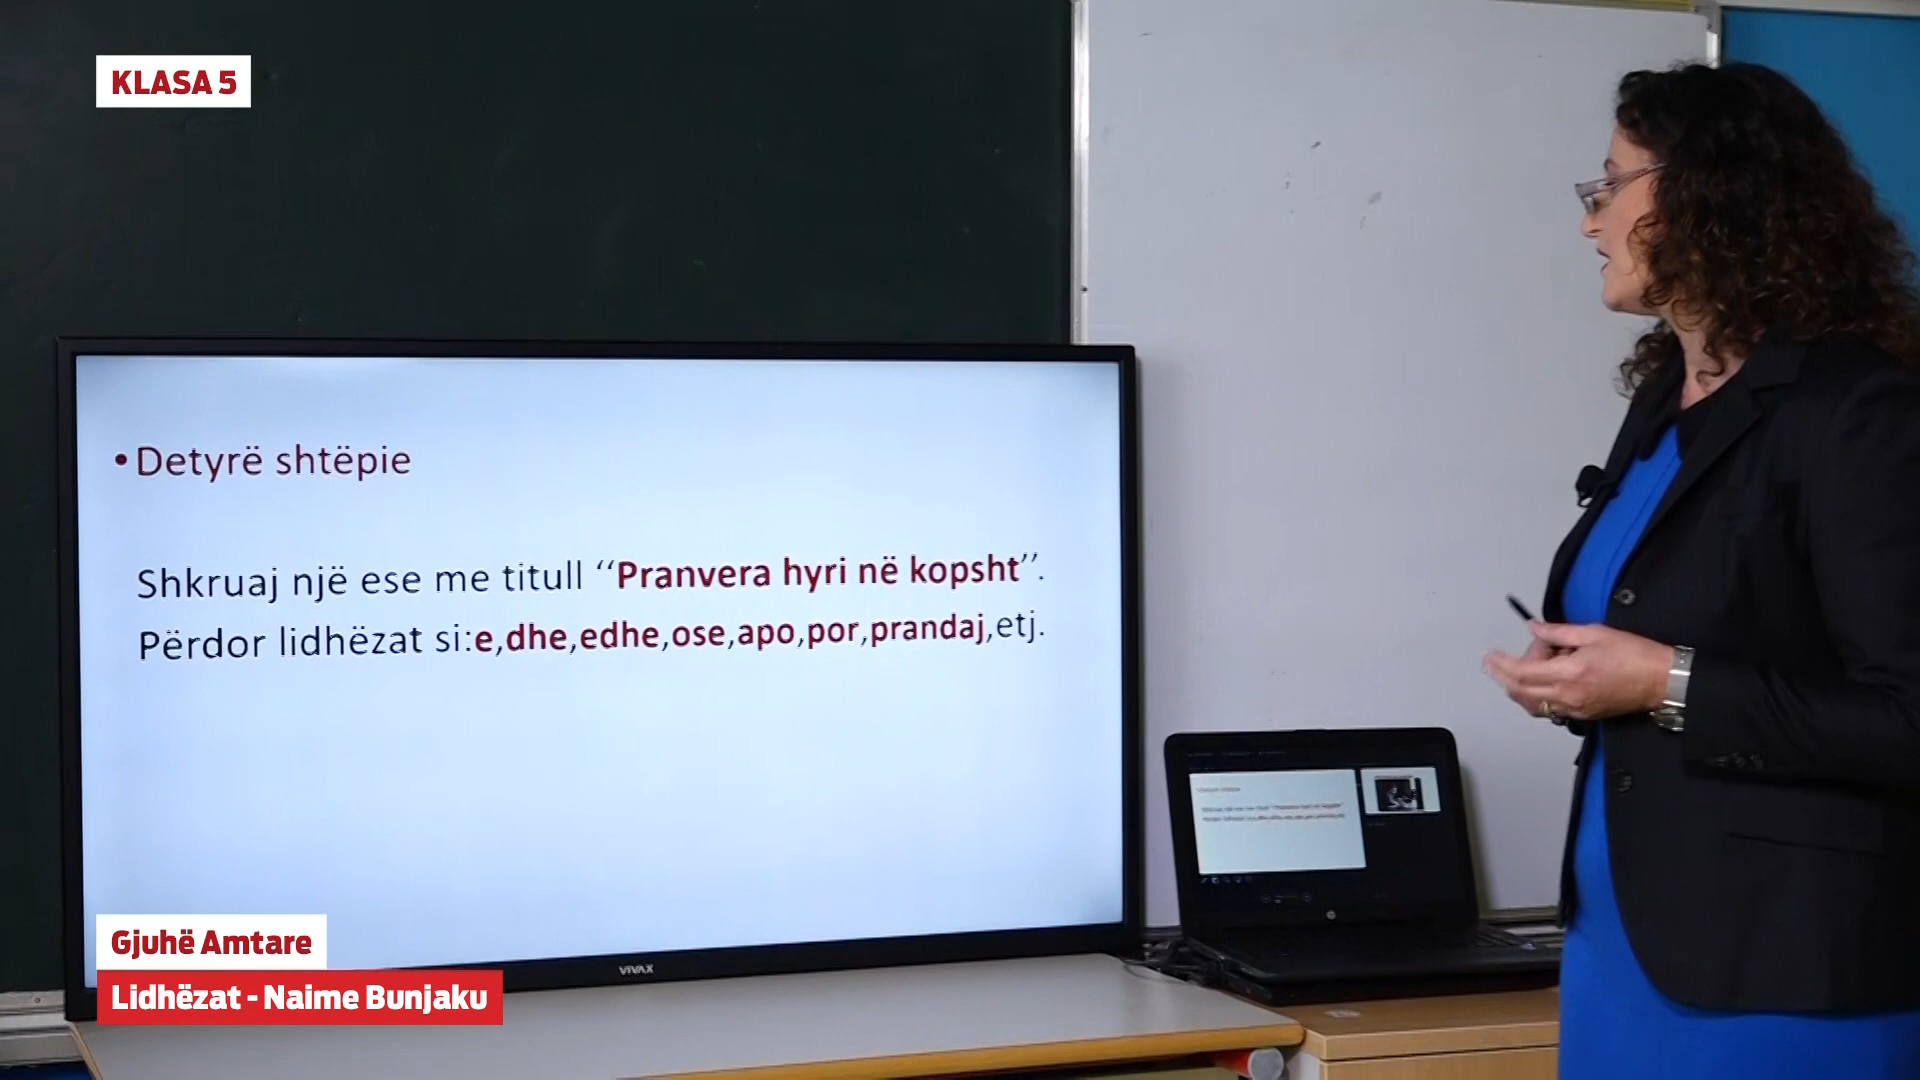 KLASA 5
• Detyrë shtëpie
Shkruaj një ese me titull ‘‘Pranvera hyri në kopsht’’.
Përdor lidhëzat si:e,dhe,edhe,ose,apo,por,prandaj,etj.
VIVAX
Gjuhë Amtare
Lidhëzat - Naime Bunjaku